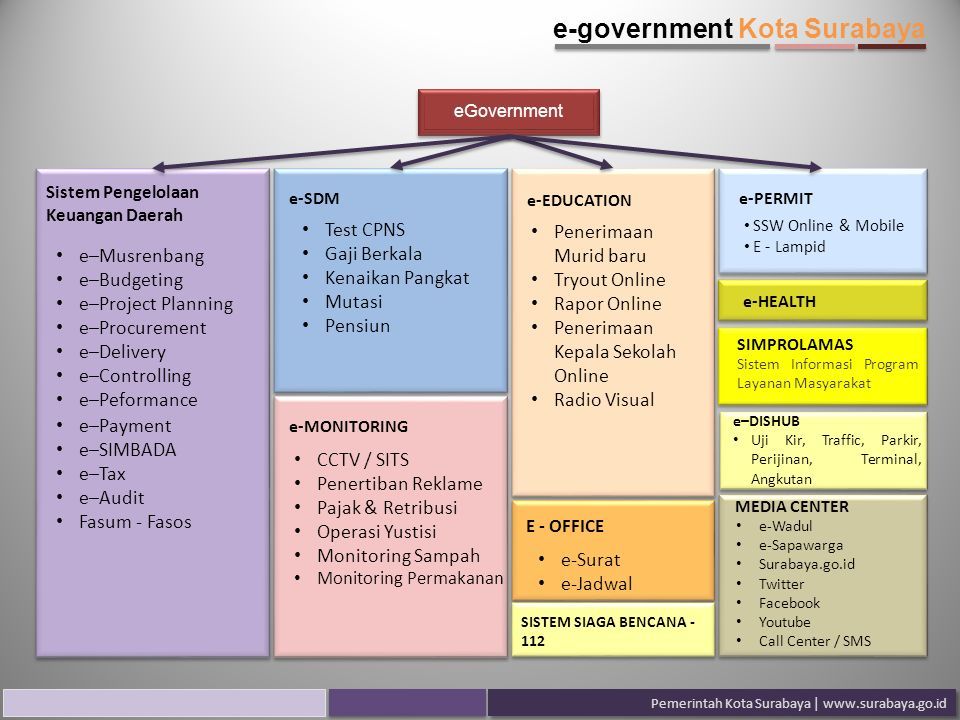 e-government Kota Surabaya
eGovernment
Sistem Pengelolaan
Keuangan Daerah
• e–Musrenbang
• e–Budgeting
• e–Project Planning
• e–Procurement
• e–Delivery
• e–Controlling
• e–Peformance
• e–Payment
• e–SIMBADA
• e–Tax
• e–Audit
• Fasum - Fasos
e-SDM
• Test CPNS
• Gaji Berkala
• Kenaikan Pangkat
• Mutasi
• Pensiun
e-MONITORING
• CCTV / SITS
• Penertiban Reklame
• Pajak & Retribusi
• Operasi Yustisi
• Monitoring Sampah
• Monitoring Permakanan
e-EDUCATION
• Penerimaan
Murid baru
• Tryout Online
• Rapor Online
• Penerimaan
Kepala Sekolah
Online
• Radio Visual
E - OFFICE
• e-Surat
• e-Jadwal
SISTEM SIAGA BENCANA -
112
e-PERMIT
• SSW Online & Mobile
• E - Lampid
e-HEALTH
SIMPROLAMAS
Sistem Informasi Program
Layanan Masyarakat
e–DISHUB
• Uji Kir, Traffic, Parkir,
Perijinan, Terminal,
Angkutan
MEDIA CENTER
• e-Wadul
• e-Sapawarga
• Surabaya.go.id
• Twitter
• Facebook
• Youtube
• Call Center / SMS
Pemerintah Kota Surabaya | www.surabaya.go.id